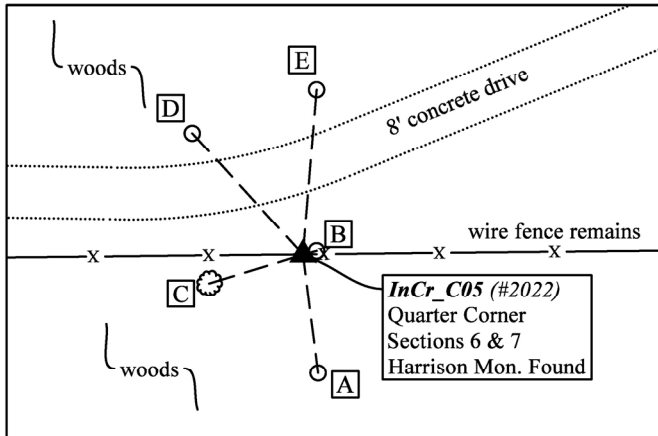 woods
E
D
8' concrete drive
B
wire fence remains
x x x x x
C
InCr_C05 (#2022)
Quarter Corner
Sections 6 & 7
Harrison Mon. Found
woods
A